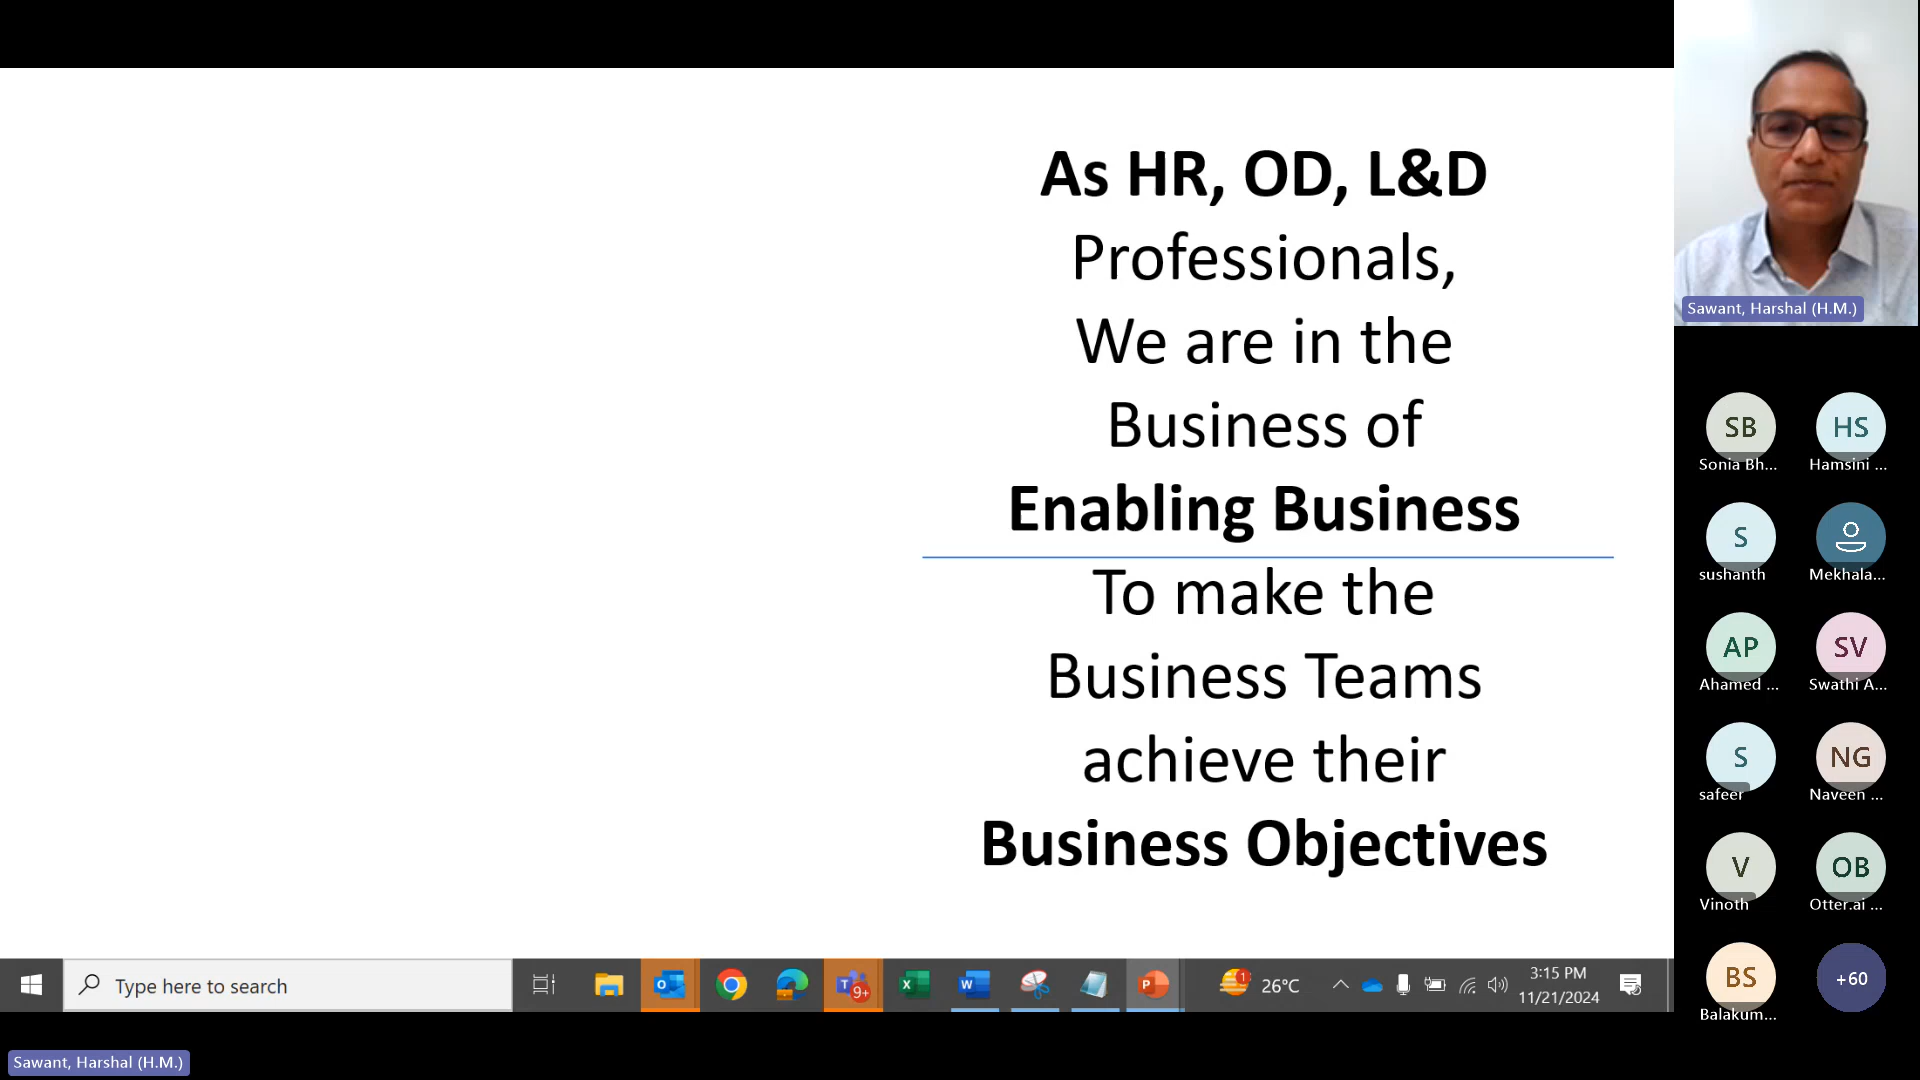 As HR, OD, L&D
Professionals,
We are in the
Business of
Enabling Business
To make the
Business Teams
achieve their
Business Objectives
Sawant, Harshal (H.M.)
SB
HS
Sonia Bh...
Hamsini ...
S
sushanth
Mekhala...
AP
SV
Ahamed ...
Swathi A...
S
NG
safeer
Naveen ...
V
OB
Vinoth
Otter.ai ...
BS
+60
Balakum...
Type here to search
9+
1
26°C
3:15 PM
11/21/2024
Sawant, Harshal (H.M.)